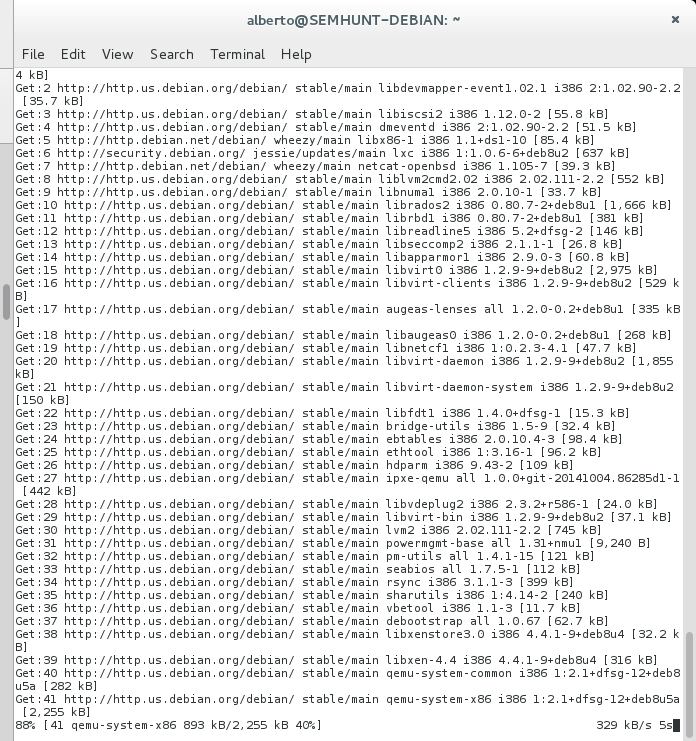 alberto@SEMHUNT-DEBIAN: ~
×
File Edit View Search Terminal Help
4 kB]
Get:2 http://http.us.debian.org/debian/ stable/main libdevmapper-event1.02.1 i386 2:1.02.90-2.2
[35.7 kB]
Get:3 http://http.us.debian.org/debian/ stable/main libiscsi2 i386 1.12.0-2 [55.8 kB]
Get:4 http://http.us.debian.org/debian/ stable/main dmeventd i386 2:1.02.90-2.2 [51.5 kB]
Get:5 http://http.debian.net/debian/ wheezy/main libx86-1 i386 1.1+ds1-10 [85.4 kB]
Get:6 http://security.debian.org/ jessie/updates/main lxc i386 1:1.0.6-6+deb8u2 [637 kB]
Get:7 http://http.debian.net/debian/ wheezy/main netcat-openbsd i386 1.105-7 [39.3 kB]
Get:8 http://http.us.debian.org/debian/ stable/main liblvm2cmd2.02 i386 2.02.111-2.2 [552 kB]
Get:9 http://http.us.debian.org/debian/ stable/main libnuma1 i386 2.0.10-1 [33.7 kB]
Get:10 http://http.us.debian.org/debian/ stable/main librados2 i386 0.80.7-2+deb8u1 [1,666 kB]
Get:11 http://http.us.debian.org/debian/ stable/main librbd1 i386 0.80.7-2+deb8u1 [381 kB]
Get:12 http://http.us.debian.org/debian/ stable/main libreadline5 i386 5.2+dfsg-2 [146 kB]
Get:13 http://http.us.debian.org/debian/ stable/main libseccomp2 i386 2.1.1-1 [26.8 kB]
Get:14 http://http.us.debian.org/debian/ stable/main libapparmor1 i386 2.9.0-3 [60.8 kB]
Get:15 http://http.us.debian.org/debian/ stable/main libvirt0 i386 1.2.9-9+deb8u2 [2,975 kB]
Get:16 http://http.us.debian.org/debian/ stable/main libvirt-clients i386 1.2.9-9+deb8u2 [529 k
B]
Get:17 http://http.us.debian.org/debian/ stable/main augeas-lenses all 1.2.0-0.2+deb8u1 [335 kB
]
Get:18 http://http.us.debian.org/debian/ stable/main libaugeas0 i386 1.2.0-0.2+deb8u1 [268 kB]
Get:19 http://http.us.debian.org/debian/ stable/main libnetcf1 i386 1:0.2.3-4.1 [47.7 kB]
Get:20 http://http.us.debian.org/debian/ stable/main libvirt-daemon i386 1.2.9-9+deb8u2 [1,855
kB]
Get:21 http://http.us.debian.org/debian/ stable/main libvirt-daemon-system i386 1.2.9-9+deb8u2
[150 kB]
Get:22 http://http.us.debian.org/debian/ stable/main libfdt1 i386 1.4.0+dfsg-1 [15.3 kB]
Get:23 http://http.us.debian.org/debian/ stable/main bridge-utils i386 1.5-9 [32.4 kB]
Get:24 http://http.us.debian.org/debian/ stable/main ebtables i386 2.0.10.4-3 [98.4 kB]
Get:25 http://http.us.debian.org/debian/ stable/main ethtool i386 1:3.16-1 [96.2 kB]
Get:26 http://http.us.debian.org/debian/ stable/main hdparm i386 9.43-2 [109 kB]
Get:27 http://http.us.debian.org/debian/ stable/main ipxe-qemu all 1.0.0+git-20141004.86285d1-1
[442 kB]
Get:28 http://http.us.debian.org/debian/ stable/main libvdeplug2 i386 2.3.2+r586-1 [24.0 kB]
Get:29 http://http.us.debian.org/debian/ stable/main libvirt-bin i386 1.2.9-9+deb8u2 [37.1 kB]
Get:30 http://http.us.debian.org/debian/ stable/main lvm2 i386 2.02.111-2.2 [745 kB]
Get:31 http://http.us.debian.org/debian/ stable/main powermgmt-base all 1.31+nmu1 [9,240 B]
Get:32 http://http.us.debian.org/debian/ stable/main pm-utils all 1.4.1-15 [121 kB]
Get:33 http://http.us.debian.org/debian/ stable/main seabios all 1.7.5-1 [112 kB]
Get:34 http://http.us.debian.org/debian/ stable/main rsync i386 3.1.1-3 [399 kB]
Get:35 http://http.us.debian.org/debian/ stable/main sharutils i386 1:4.14-2 [240 kB]
Get:36 http://http.us.debian.org/debian/ stable/main vbetool i386 1.1-3 [11.7 kB]
Get:37 http://http.us.debian.org/debian/ stable/main debootstrap all 1.0.67 [62.7 kB]
Get:38 http://http.us.debian.org/debian/ stable/main libxenstore3.0 i386 4.4.1-9+deb8u4 [32.2 k
B]
Get:39 http://http.us.debian.org/debian/ stable/main libxen-4.4 i386 4.4.1-9+deb8u4 [316 kB]
Get:40 http://http.us.debian.org/debian/ stable/main qemu-system-common i386 1:2.1+dfsg-12+deb8
u5a [282 kB]
Get:41 http://http.us.debian.org/debian/ stable/main qemu-system-x86 i386 1:2.1+dfsg-12+deb8u5a
[2,255 kB]
88% [41 qemu-system-x86 893 kB/2,255 kB 40%] 329 kB/s 5s